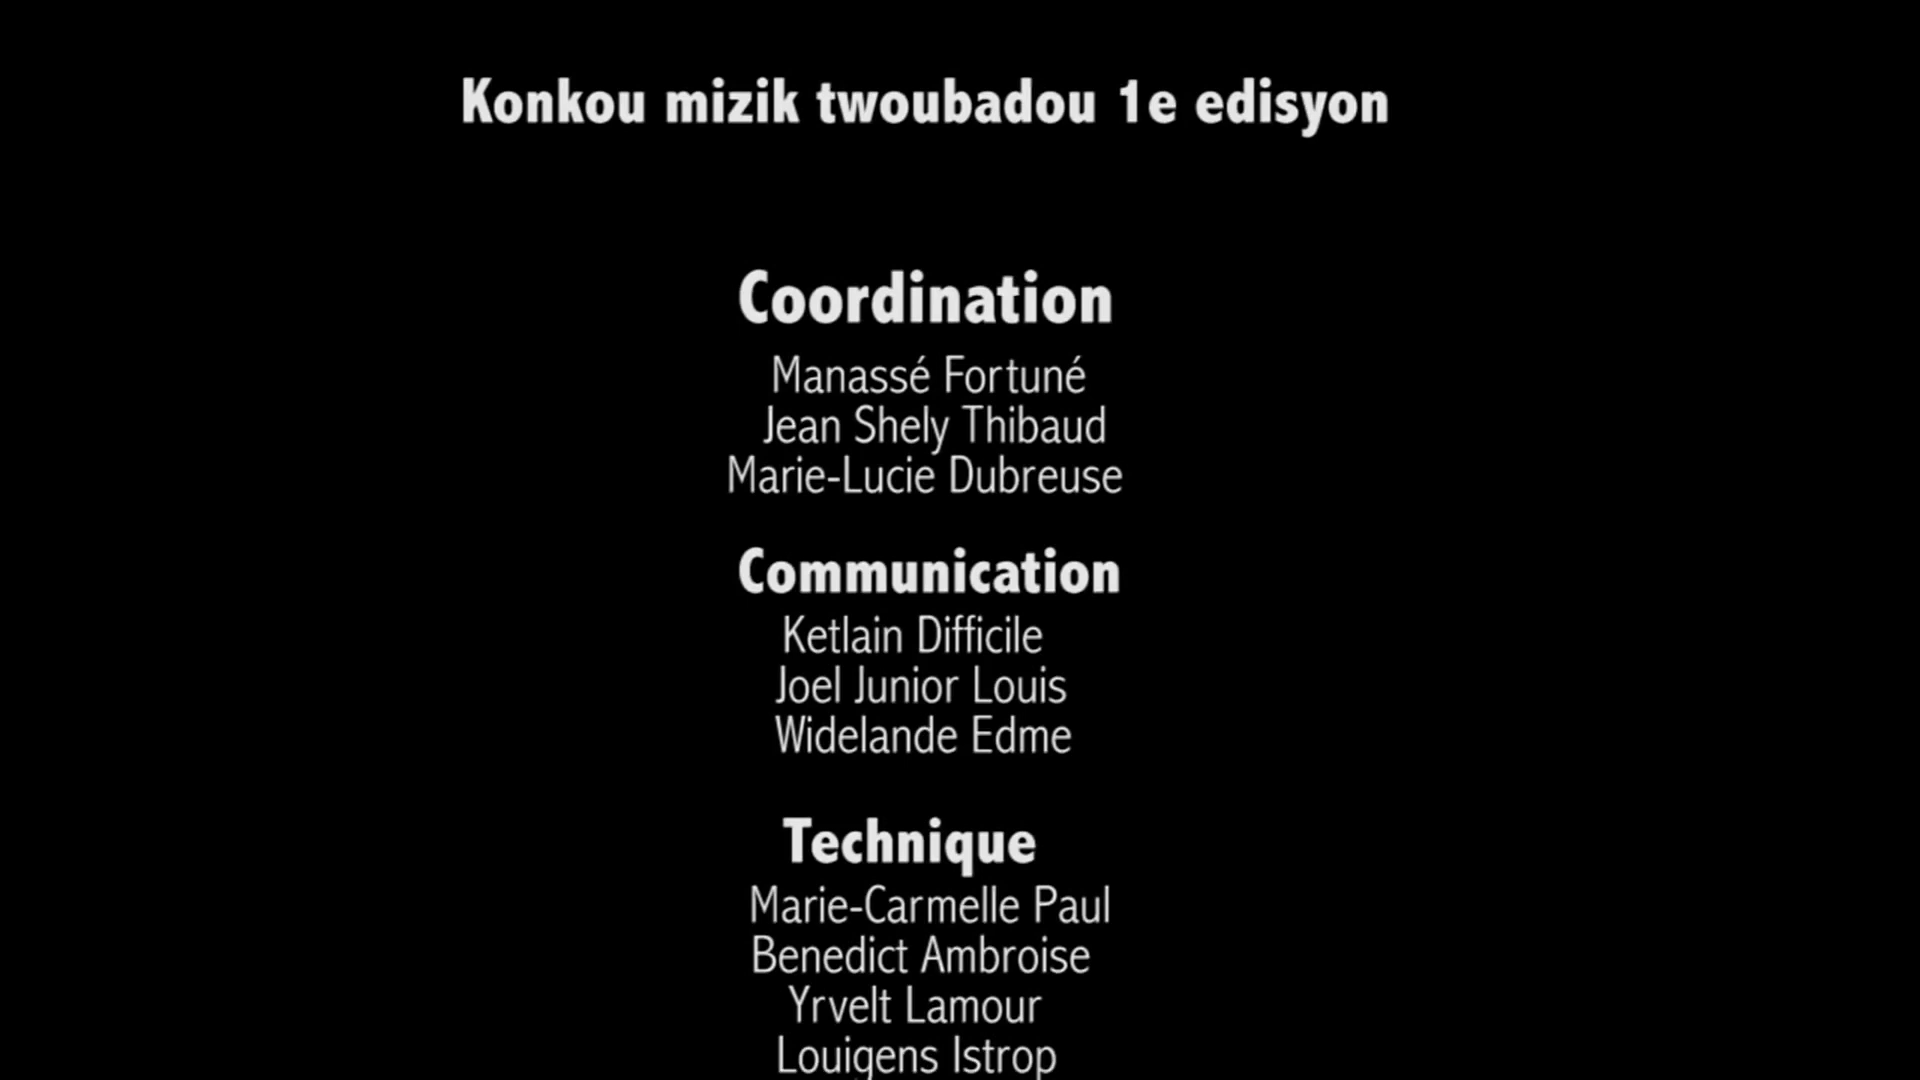 Konkou mizik twoubadou 1e edisyon
Coordination
Manassé Fortuné
Jean Shely Thibaud
Marie-Lucie Dubreuse
Communication
Ketlain Difficile
Joel Junior Louis
Widelande Edme
Technique
Marie-Carmelle Paul
Benedict Ambroise
Yrvelt Lamour
Louigens Istrop